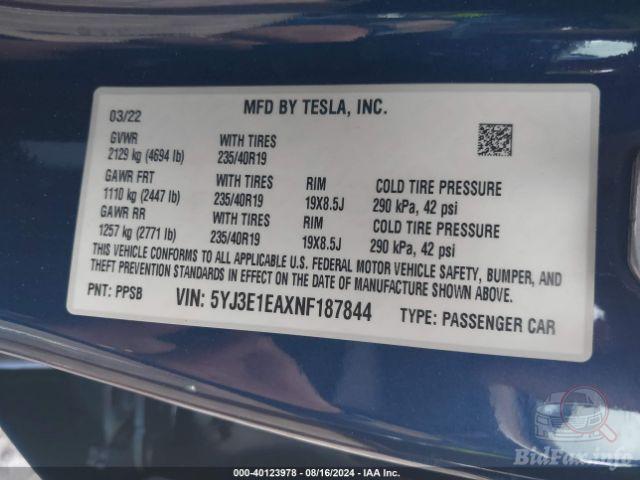 MFD BY TESLA, INC.
03/22
GVWR WITH TIRES
2129 kg (4694 lb) 235/40R19
GAWR FRT WITH TIRES RIM COLD TIRE PRESSURE
1110 kg (2447 lb) 235/40R19 19X8.5J 290 kPa, 42 psi
GAWR RR WITH TIRES RIM COLD TIRE PRESSURE
1257 kg (2771 lb) 235/40R19 19X8.5J 290 kPa, 42 psi
THIS VEHICLE CONFORMS TO ALL APPLICABLE U.S. FEDERAL MOTOR VEHICLE SAFETY, BUMPER, AND
THEFT PREVENTION STANDARDS IN EFFECT ON THE DATE OF MANUFACTURE SHOWN ABOVE.
PNT: PPSB VIN: 5YJ3E1EAXNF187844 TYPE: PASSENGER CAR
BidFax.info
000-40123978 - 08/16/2024 - IAA Inc.